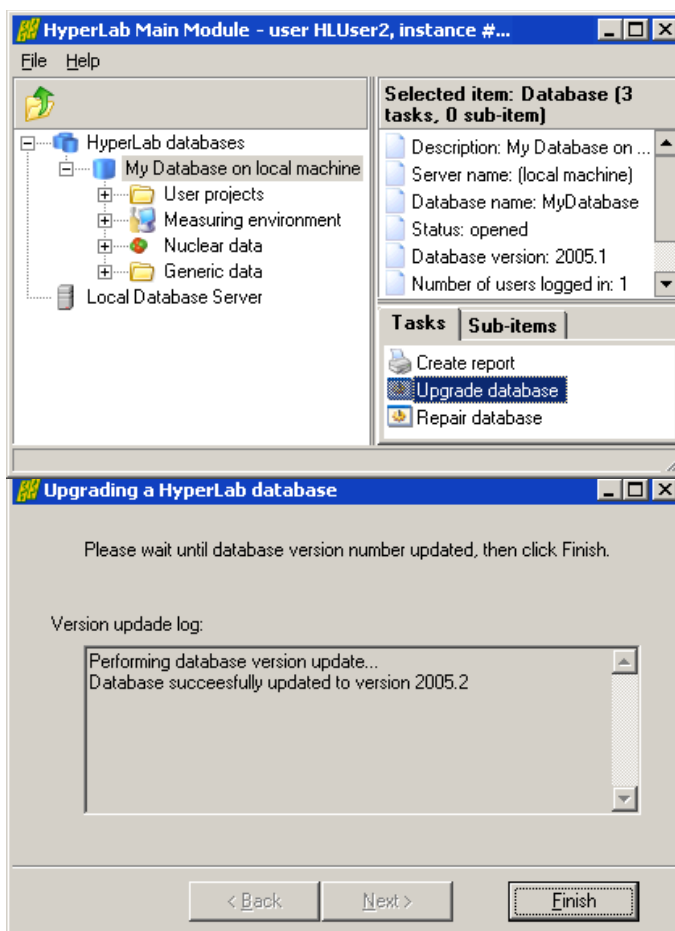 HyperLab Main Module - user HLUser2, instance #...
File Help
HyperLab databases
My Database on local machine
User projects
Measuring environment
Nuclear data
Generic data
Local Database Server
Selected item: Database (3
tasks, 0 sub-item)
Description: My Database on ...
Server name: (local machine)
Database name: MyDatabase
Status: opened
Database version: 2005.1
Number of users logged in: 1
Tasks Sub-items
Create report
Upgrade database
Repair database
Upgrading a HyperLab database
Please wait until database version number updated, then click Finish.
Version updade log:
Performing database version update...
Database succeesfully updated to version 2005.2
< Back Next > Finish